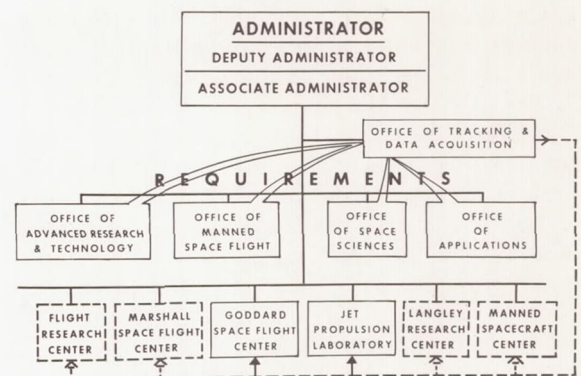 ADMINISTRATOR
DEPUTY ADMINISTRATOR
ASSOCIATE ADMINISTRATOR
OFFICE OF TRACKING &
DATA ACQUISITION
REQUIREMENTS
OFFICE OF
ADVANCED RESEARCH
& TECHNOLOGY
OFFICE OF
MANNED
SPACE FLIGHT
OFFICE
OF SPACE
SCIENCES
OFFICE
OF
APPLICATIONS
FLIGHT
RESEARCH
CENTER
MARSHALL
SPACE FLIGHT
CENTER
GODDARD
SPACE FLIGHT
CENTER
JET
PROPULSION
LABORATORY
LANGLEY
RESEARCH
CENTER
MANNED
SPACECRAFT
CENTER